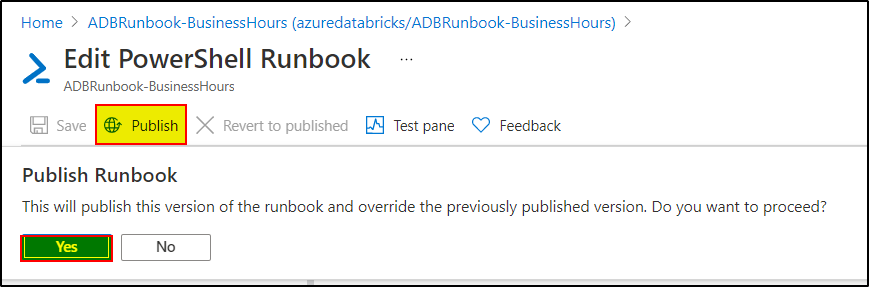 Home > ADBRunbook-BusinessHours (azuredatabricks/ADBRunbook-BusinessHours) >
Edit PowerShell Runbook ...
ADBRunbook-BusinessHours
Save Publish Revert to published Test pane Feedback
Publish Runbook
This will publish this version of the runbook and override the previously published version. Do you want to proceed?
Yes No